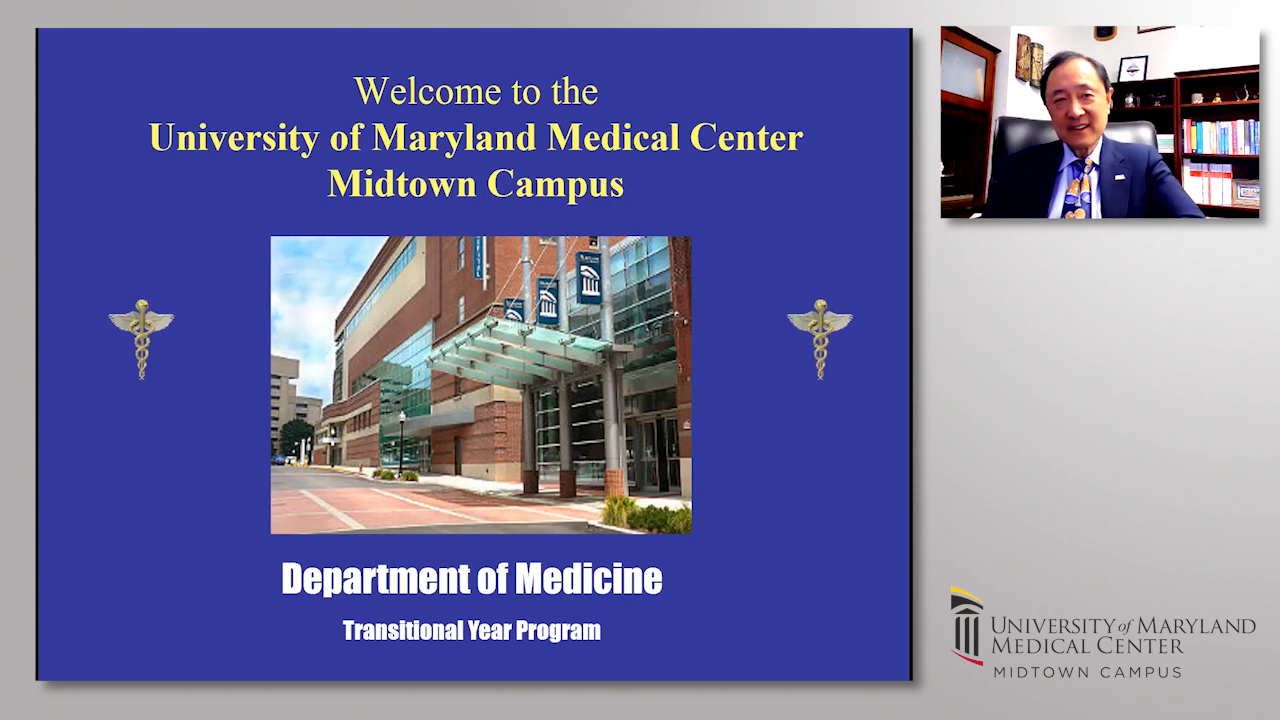 Welcome to the
University of Maryland Medical Center
Midtown Campus
Department of Medicine
Transitional Year Program
UNIVERSITY of MARYLAND
MEDICAL CENTER
MIDTOWN CAMPUS